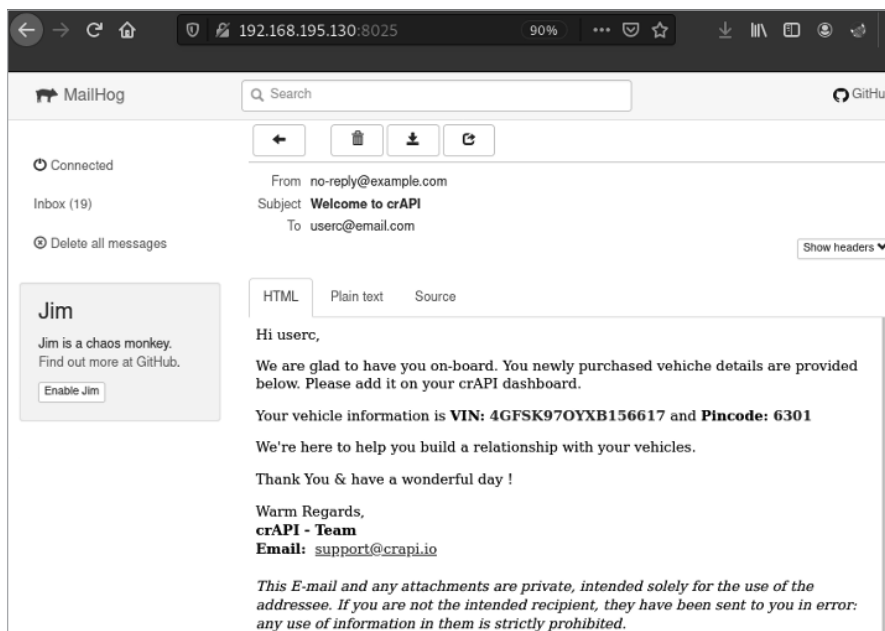 192.168.195.130:8025
90%
MailHog
Search
GitHu
Connected
Inbox (19)
Delete all messages
From no-reply@example.com
Subject Welcome to crAPI
To userc@email.com
Show headers
Jim
Jim is a chaos monkey.
Find out more at GitHub.
Enable Jim
HTML Plain text Source
Hi userc,
We are glad to have you on-board. You newly purchased vehiche details are provided
below. Please add it on your crAPI dashboard.
Your vehicle information is VIN: 4GFSK97OYXB156617 and Pincode: 6301
We're here to help you build a relationship with your vehicles.
Thank You & have a wonderful day !
Warm Regards,
crAPI - Team
Email: support@crapi.io
This E-mail and any attachments are private, intended solely for the use of the
addressee. If you are not the intended recipient, they have been sent to you in error:
any use of information in them is strictly prohibited.